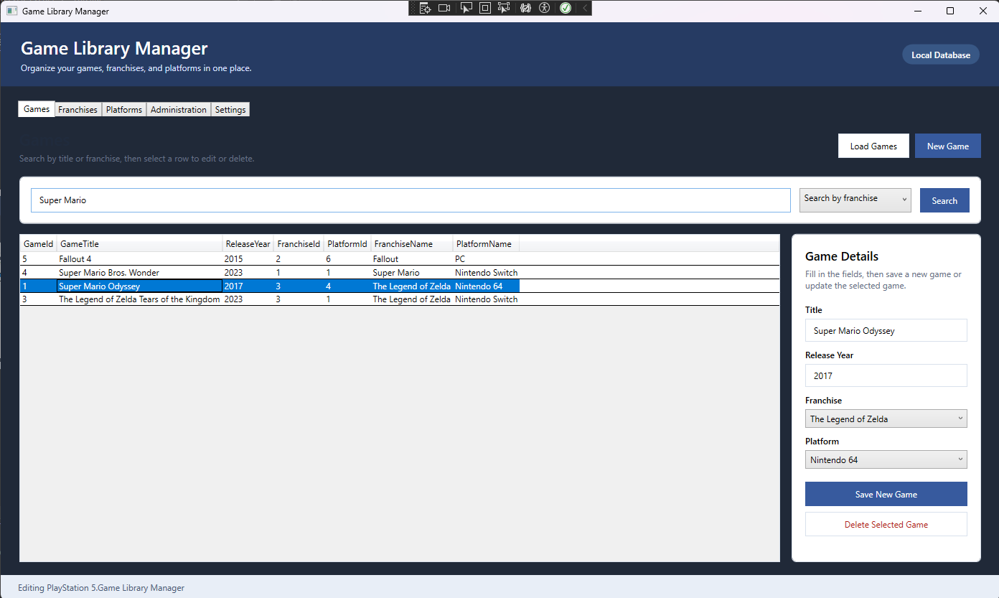 Game Library Manager
Game Library Manager
Organize your games, franchises, and platforms in one place.
Local Database
Games Franchises Platforms Administration Settings
Search by title or franchise, then select a row to edit or delete.
Load Games New Game
Super Mario Search by franchise Search
GameId GameTitle ReleaseYear FranchiseId PlatformId FranchiseName PlatformName
5 Fallout 4 2015 2 6 Fallout PC
4 Super Mario Bros. Wonder 2023 1 1 Super Mario Nintendo Switch
1 Super Mario Odyssey 2017 3 4 The Legend of Zelda Nintendo 64
3 The Legend of Zelda Tears of the Kingdom 2023 3 1 The Legend of Zelda Nintendo Switch
Game Details
Fill in the fields, then save a new game or
update the selected game.
Title
Super Mario Odyssey
Release Year
2017
Franchise
The Legend of Zelda
Platform
Nintendo 64
Save New Game
Delete Selected Game
Editing PlayStation 5.Game Library Manager